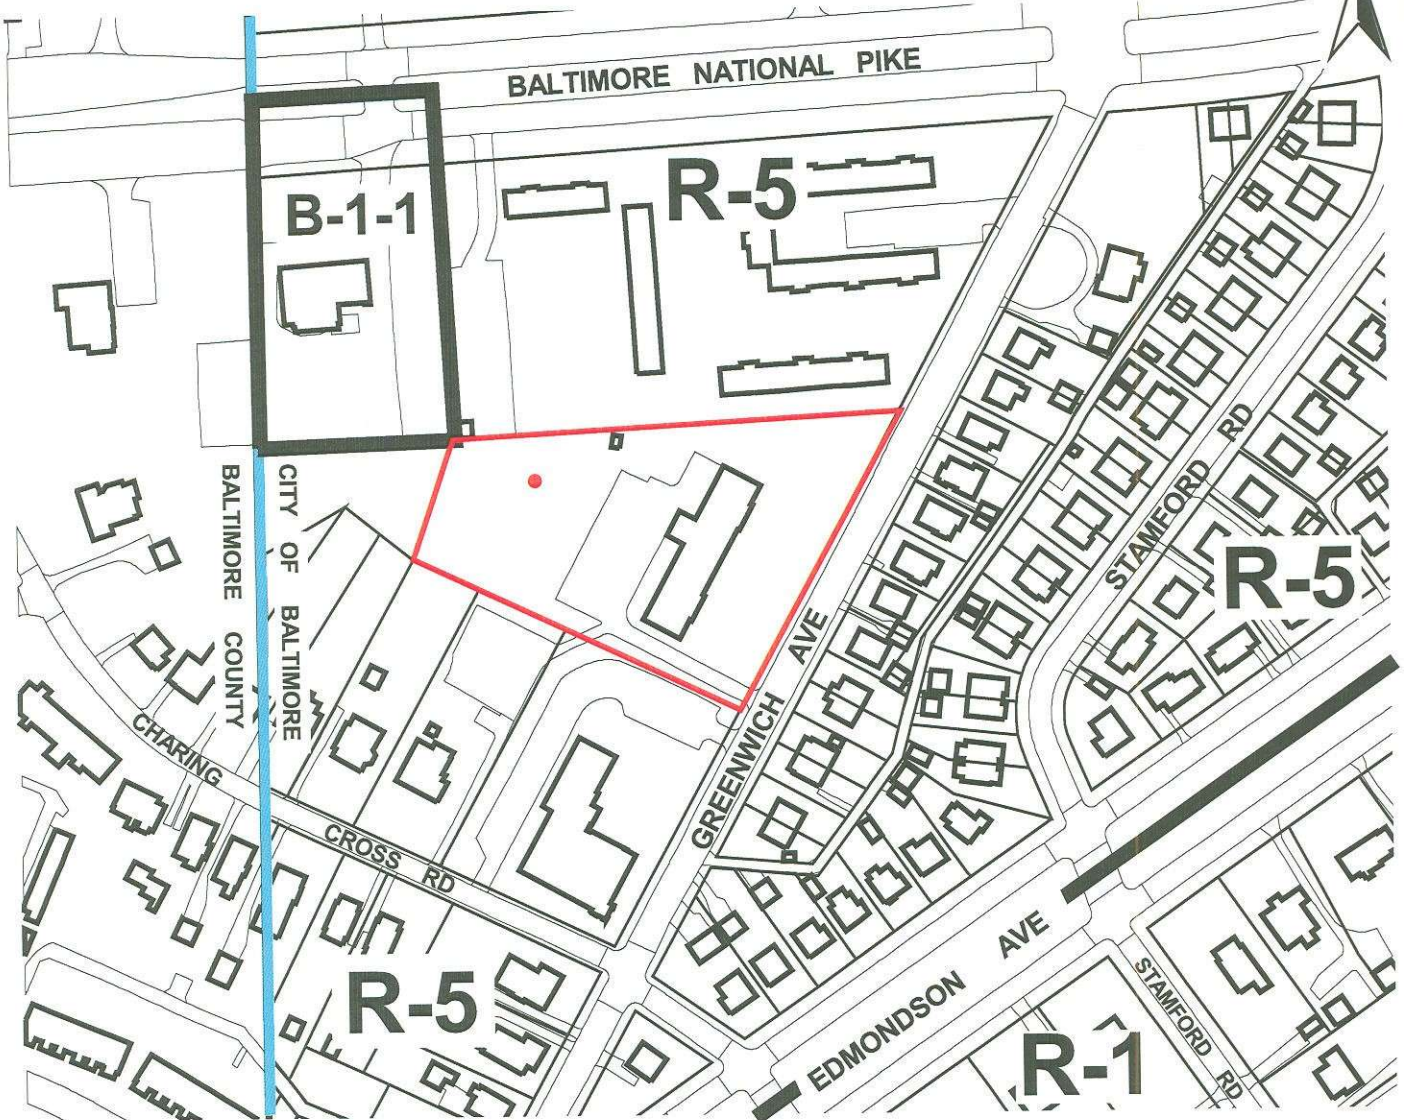 BALTIMORE NATIONAL PIKE
B-1-1
R-5
STAMFORD RD
CITY OF BALTIMORE
BALTIMORE COUNTY
R-5
GREENWICH AVE
CHARING CROSS RD
R-5
EDMONDSON AVE
STAMFORD RD
R-1